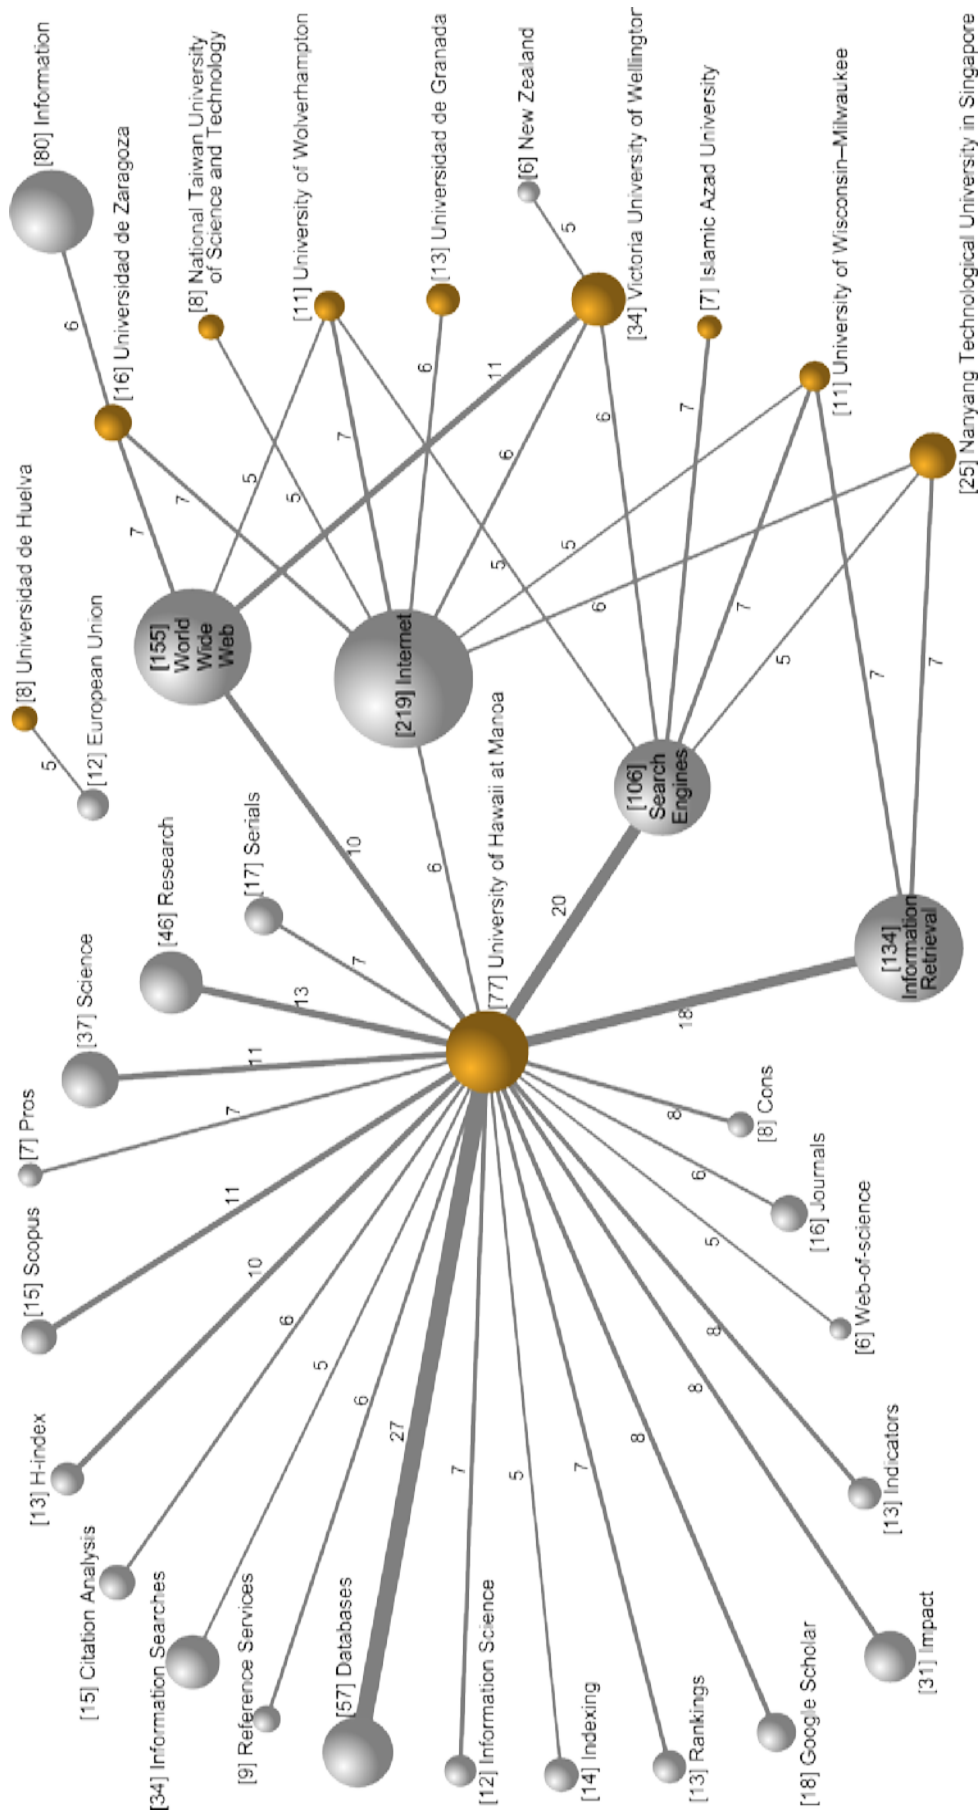 [80] Information
[16] Universidad de Zaragoza
[8] National Taiwan University
of Science and Technology
[11] University of Wolverhampton
[13] Universidad de Granada
[6] New Zealand
[34] Victoria University of Wellington
[7] Islamic Azad University
[11] University of Wisconsin–Milwaukee
[25] Nanyang Technological University in Singapore
6
7
7
5
5
7
6
11
6
5
6
7
5
5
6
7
5
7
7
[8] Universidad de Huelva
5
[12] European Union
[155]
World
Wide
Web
[219] Internet
[106]
Search
Engines
[134]
Information
Retrieval
10
6
20
18
[17] Serials
7
[46] Research
13
[37] Science
11
[7] Pros
7
[77] University of Hawaii at Manoa
[15] Scopus
11
[13] H-index
10
[15] Citation Analysis
6
[34] Information Searches
5
[9] Reference Services
6
[57] Databases
27
[12] Information Science
7
[14] Indexing
5
[13] Rankings
7
[18] Google Scholar
8
[31] Impact
8
[13] Indicators
8
[6] Web-of-science
5
[16] Journals
6
[8] Cons
8